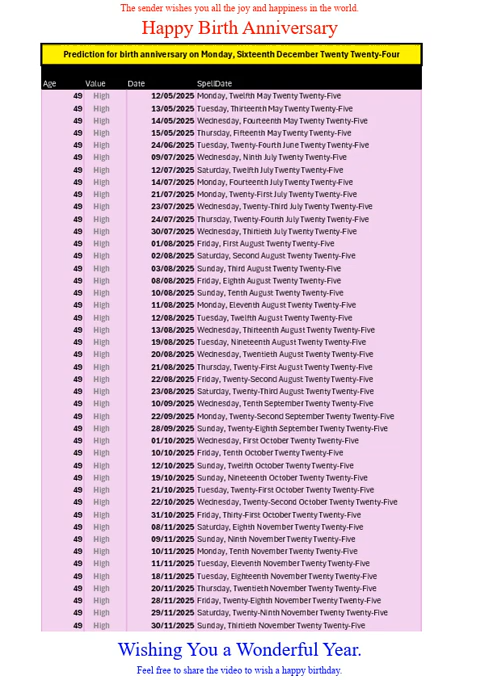 The sender wishes you all the joy and happiness in the world.
Happy Birth Anniversary
Prediction for birth anniversary on Monday, Sixteenth December Twenty Twenty-Four
Age Value Date SpellDate
49 High 12/05/2025 Monday, Twelfth May Twenty Twenty-Five
49 High 13/05/2025 Tuesday, Thirteenth May Twenty Twenty-Five
49 High 14/05/2025 Wednesday, Fourteenth May Twenty Twenty-Five
49 High 15/05/2025 Thursday, Fifteenth May Twenty Twenty-Five
49 High 24/06/2025 Tuesday, Twenty-Fourth June Twenty Twenty-Five
49 High 09/07/2025 Wednesday, Ninth July Twenty Twenty-Five
49 High 12/07/2025 Saturday, Twelfth July Twenty Twenty-Five
49 High 14/07/2025 Monday, Fourteenth July Twenty Twenty-Five
49 High 21/07/2025 Monday, Twenty-First July Twenty Twenty-Five
49 High 23/07/2025 Wednesday, Twenty-Third July Twenty Twenty-Five
49 High 24/07/2025 Thursday, Twenty-Fourth July Twenty Twenty-Five
49 High 30/07/2025 Wednesday, Thirtieth July Twenty Twenty-Five
49 High 01/08/2025 Friday, First August Twenty Twenty-Five
49 High 02/08/2025 Saturday, Second August Twenty Twenty-Five
49 High 03/08/2025 Sunday, Third August Twenty Twenty-Five
49 High 08/08/2025 Friday, Eighth August Twenty Twenty-Five
49 High 10/08/2025 Sunday, Tenth August Twenty Twenty-Five
49 High 11/08/2025 Monday, Eleventh August Twenty Twenty-Five
49 High 12/08/2025 Tuesday, Twelfth August Twenty Twenty-Five
49 High 13/08/2025 Wednesday, Thirteenth August Twenty Twenty-Five
49 High 19/08/2025 Tuesday, Nineteenth August Twenty Twenty-Five
49 High 20/08/2025 Wednesday, Twentieth August Twenty Twenty-Five
49 High 21/08/2025 Thursday, Twenty-First August Twenty Twenty-Five
49 High 22/08/2025 Friday, Twenty-Second August Twenty Twenty-Five
49 High 23/08/2025 Saturday, Twenty-Third August Twenty Twenty-Five
49 High 10/09/2025 Wednesday, Tenth September Twenty Twenty-Five
49 High 22/09/2025 Monday, Twenty-Second September Twenty Twenty-Five
49 High 28/09/2025 Sunday, Twenty-Eighth September Twenty Twenty-Five
49 High 01/10/2025 Wednesday, First October Twenty Twenty-Five
49 High 10/10/2025 Friday, Tenth October Twenty Twenty-Five
49 High 12/10/2025 Sunday, Twelfth October Twenty Twenty-Five
49 High 19/10/2025 Sunday, Nineteenth October Twenty Twenty-Five
49 High 21/10/2025 Tuesday, Twenty-First October Twenty Twenty-Five
49 High 22/10/2025 Wednesday, Twenty-Second October Twenty Twenty-Five
49 High 31/10/2025 Friday, Thirty-First October Twenty Twenty-Five
49 High 08/11/2025 Saturday, Eighth November Twenty Twenty-Five
49 High 09/11/2025 Sunday, Ninth November Twenty Twenty-Five
49 High 10/11/2025 Monday, Tenth November Twenty Twenty-Five
49 High 11/11/2025 Tuesday, Eleventh November Twenty Twenty-Five
49 High 18/11/2025 Tuesday, Eighteenth November Twenty Twenty-Five
49 High 20/11/2025 Thursday, Twentieth November Twenty Twenty-Five
49 High 28/11/2025 Friday, Twenty-Eighth November Twenty Twenty-Five
49 High 29/11/2025 Saturday, Twenty-Ninth November Twenty Twenty-Five
49 High 30/11/2025 Sunday, Thirtieth November Twenty Twenty-Five
Wishing You a Wonderful Year.
Feel free to share the video to wish a happy birthday.